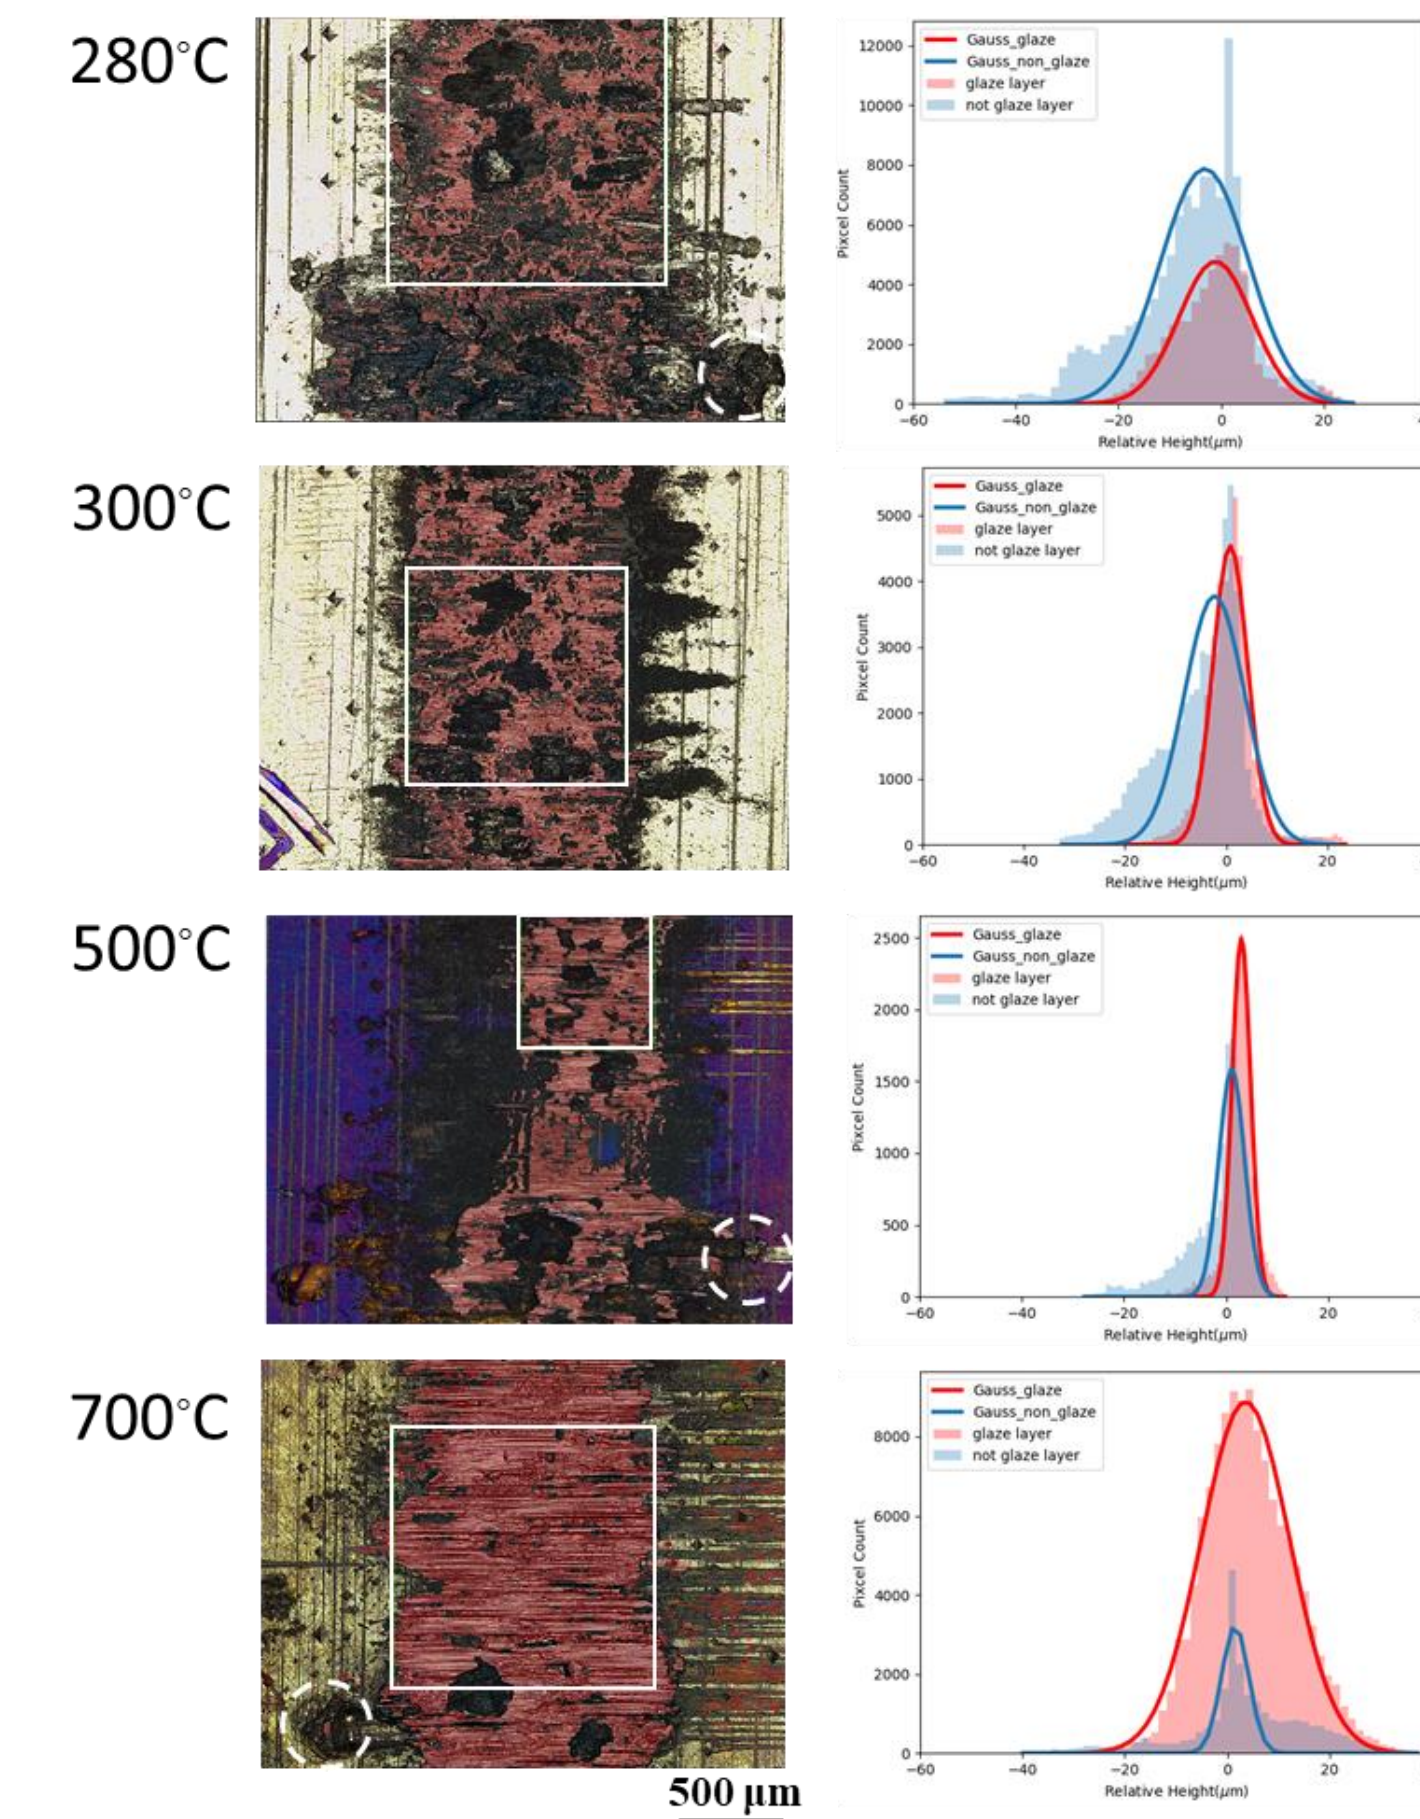 280°C
12000
10000
8000
6000
4000
2000
0
Pixcel Count
Gauss_glaze
Gauss_non_glaze
glaze layer
not glaze layer
−60
−40
−20
0
20
Relative Height(μm)
300°C
5000
4000
3000
2000
1000
0
Pixcel Count
Gauss_glaze
Gauss_non_glaze
glaze layer
not glaze layer
−60
−40
−20
0
20
Relative Height(μm)
500°C
2500
2000
1500
1000
500
0
Pixcel Count
Gauss_glaze
Gauss_non_glaze
glaze layer
not glaze layer
−60
−40
−20
0
20
Relative Height(μm)
700°C
8000
6000
4000
2000
0
Pixcel Count
Gauss_glaze
Gauss_non_glaze
glaze layer
not glaze layer
−60
−40
−20
0
20
Relative Height(μm)
500 μm